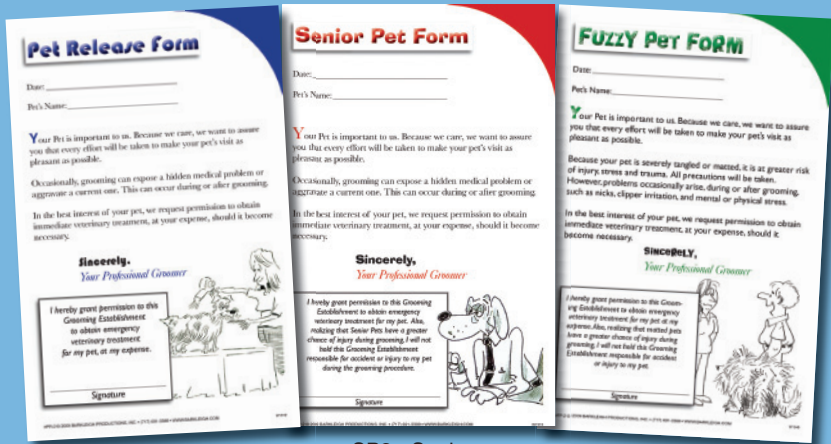 Pet Release Form
Date:
Pet's Name:
Your Pet is important to us. Because we care, we want to assure
you that every effort will be taken to make your pet's visit as
pleasant as possible.
Occasionally, grooming can expose a hidden medical problem or
aggravate a current one. This can occur during or after grooming.
In the best interest of your pet, we request permission to obtain
immediate veterinary treatment, at your expense, should it become
necessary.
Sincerely,
Your Professional Groomer
I hereby grant permission to this
Grooming Establishment
to obtain emergency
veterinary treatment
for my pet, at my expense.
Signature
Senior Pet Form
Date:
Pet's Name:
Your Pet is important to us. Because we care, we want to assure
you that every effort will be taken to make your pet's visit as
pleasant as possible.
Occasionally, grooming can expose a hidden medical problem or
aggravate a current one. This can occur during or after grooming.
In the best interest of your pet, we request permission to obtain
immediate veterinary treatment, at your expense, should it become
necessary.
Sincerely,
Your Professional Groomer
I hereby grant permission to this Grooming
Establishment to obtain emergency
veterinary treatment for my pet. Also,
realizing that Senior Pets have a greater
chance of injury during grooming, I will not
hold this Grooming Establishment
responsible for accident or injury to my pet
during the grooming procedure.
Signature
FUZZY PET FORM
Date:
Pet's Name:
Your Pet is important to us. Because we care, we want to assure
you that every effort will be taken to make your pet's visit as
pleasant as possible.
Because your pet is severely tangled or matted, it is at greater risk
of injury, stress and trauma. All precautions will be taken.
However, problems occasionally arise, during or after grooming,
such as nicks, clipper irritation, and mental or physical stress.
In the best interest of your pet, we request permission to obtain
immediate veterinary treatment, at your expense, should it
become necessary.
SINCERELY,
Your Professional Groomer
I hereby grant permission to this Groom-
ing Establishment to obtain emergency
veterinary treatment for my pet at my
expense. Also, realizing that matted pets
have a greater chance of injury during
grooming, I will not hold this Grooming
Establishment responsible for accident
or injury to my pet.
Signature